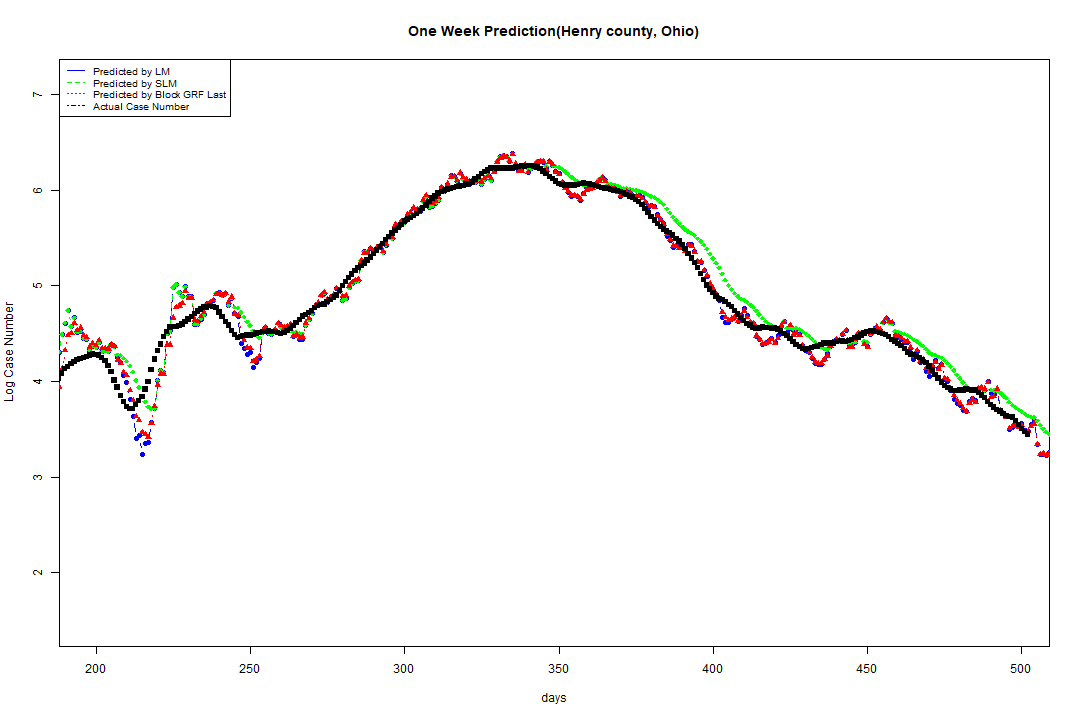 One Week Prediction(Henry county, Ohio)
Predicted by LM
Predicted by SLM
Predicted by Block GRF Last
Actual Case Number
7
6
5
4
3
2
Log Case Number
200 250 300 350 400 450 500
days